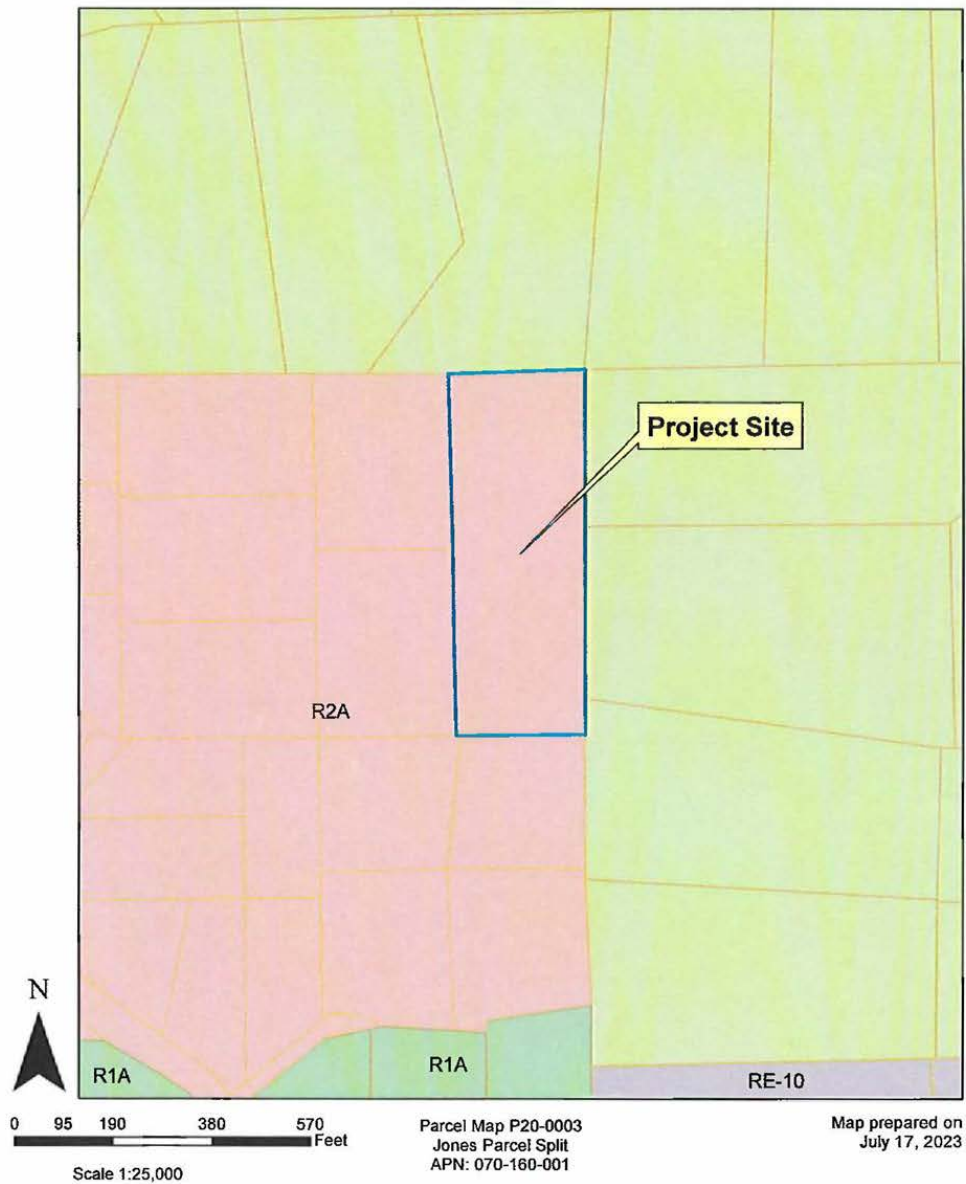 Project Site
R2A
R1A
R1A
RE-10
N
0 95 190 380 570
Feet
Scale 1:25,000
Parcel Map P20-0003
Jones Parcel Split
APN: 070-160-001
Map prepared on
July 17, 2023